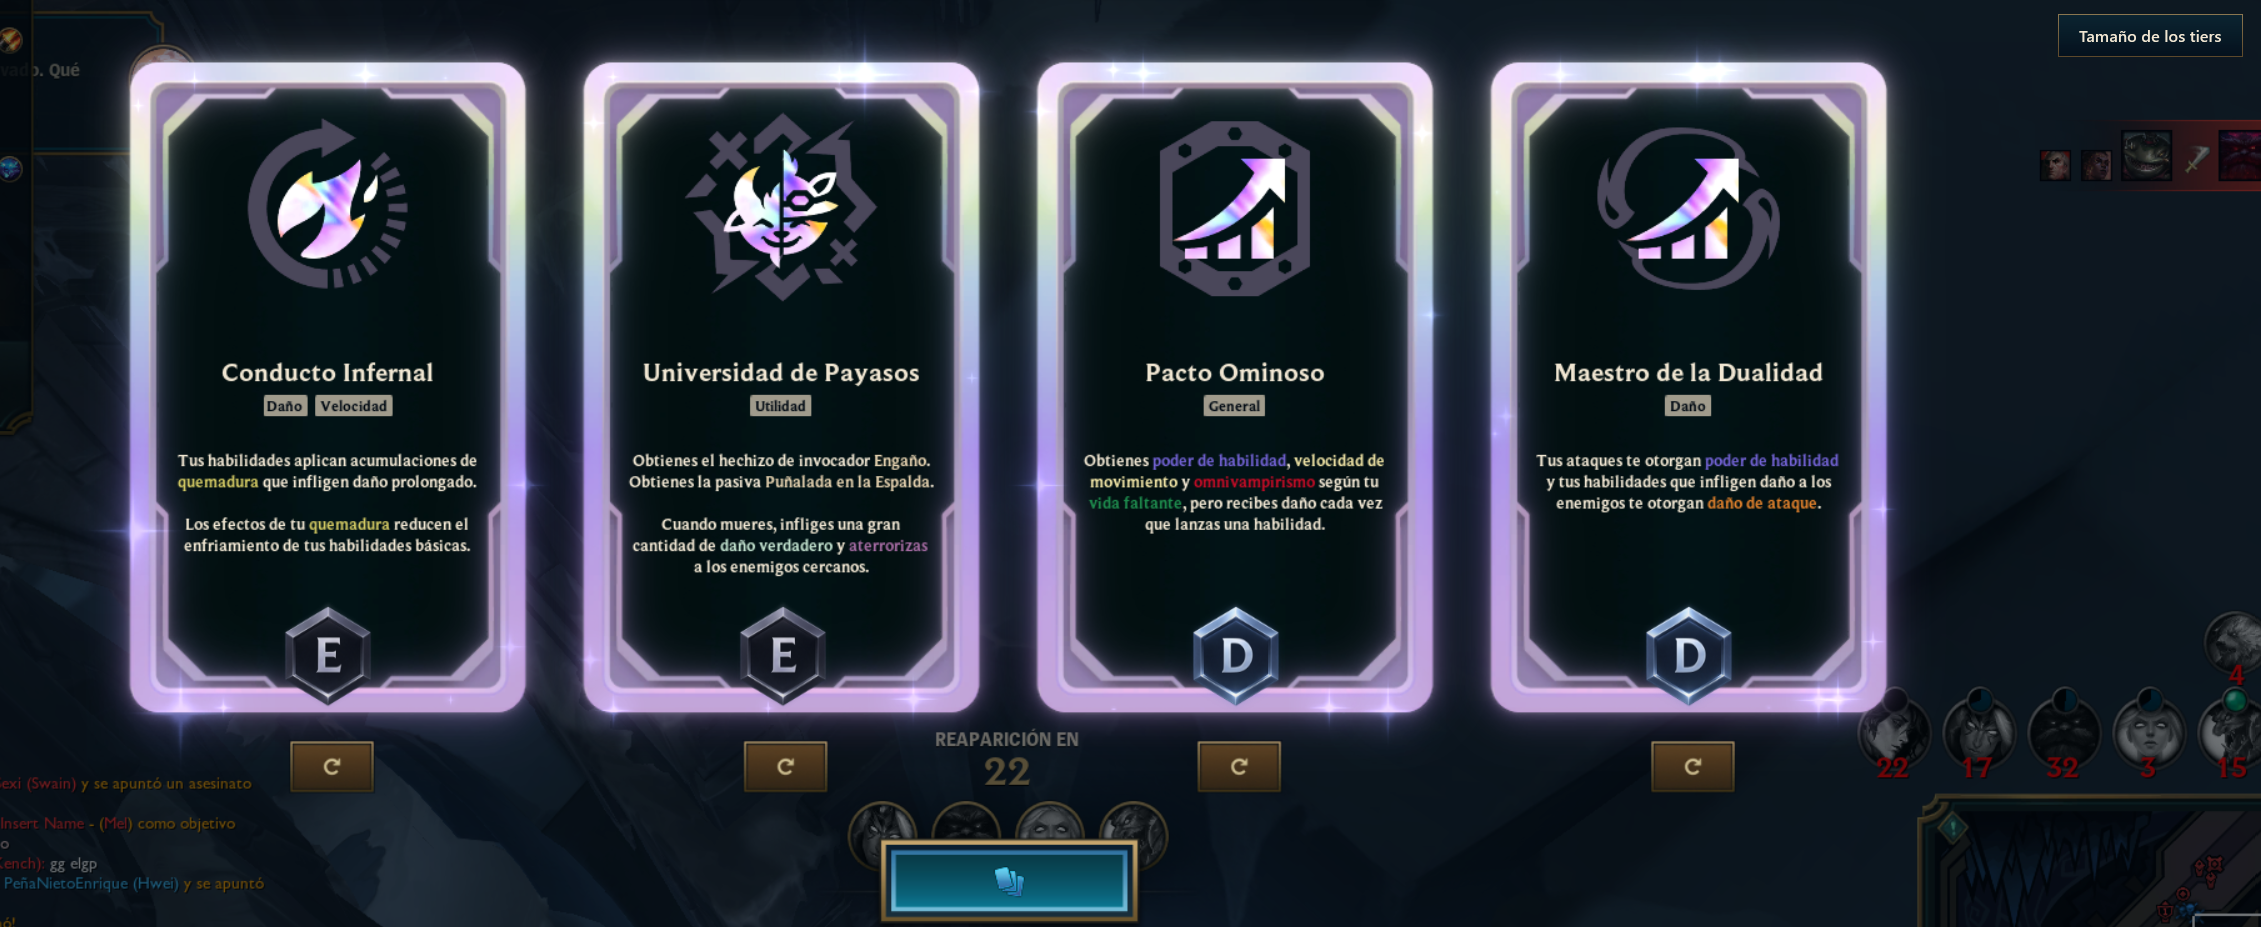 Tamaño de los tiers
. Qué
Conducto Infernal
Daño Velocidad
Tus habilidades aplican acumulaciones de
quemadura que infligen daño prolongado.
Los efectos de tu quemadura reducen el
enfriamiento de tus habilidades básicas.
E
Universidad de Payasos
Utilidad
Obtienes el hechizo de invocador Engaño.
Obtienes la pasiva Puñalada en la Espalda.
Cuando mueres, infliges una gran
cantidad de daño verdadero y aterrorizas
a los enemigos cercanos.
E
Pacto Ominoso
General
Obtienes poder de habilidad, velocidad de
movimiento y omnivampirismo según tu
vida faltante, pero recibes daño cada vez
que lanzas una habilidad.
D
Maestro de la Dualidad
Daño
Tus ataques te otorgan poder de habilidad
y tus habilidades que infligen daño a los
enemigos te otorgan daño de ataque.
D
REAPARICIÓN EN
22
4
22 17 32 3 15
(Swain) y se apuntó un asesinato
Insert Name - (Mel) como objetivo
o
Kench): gg elgp
PeñaNietoEnrique (Hwei) y se apuntó